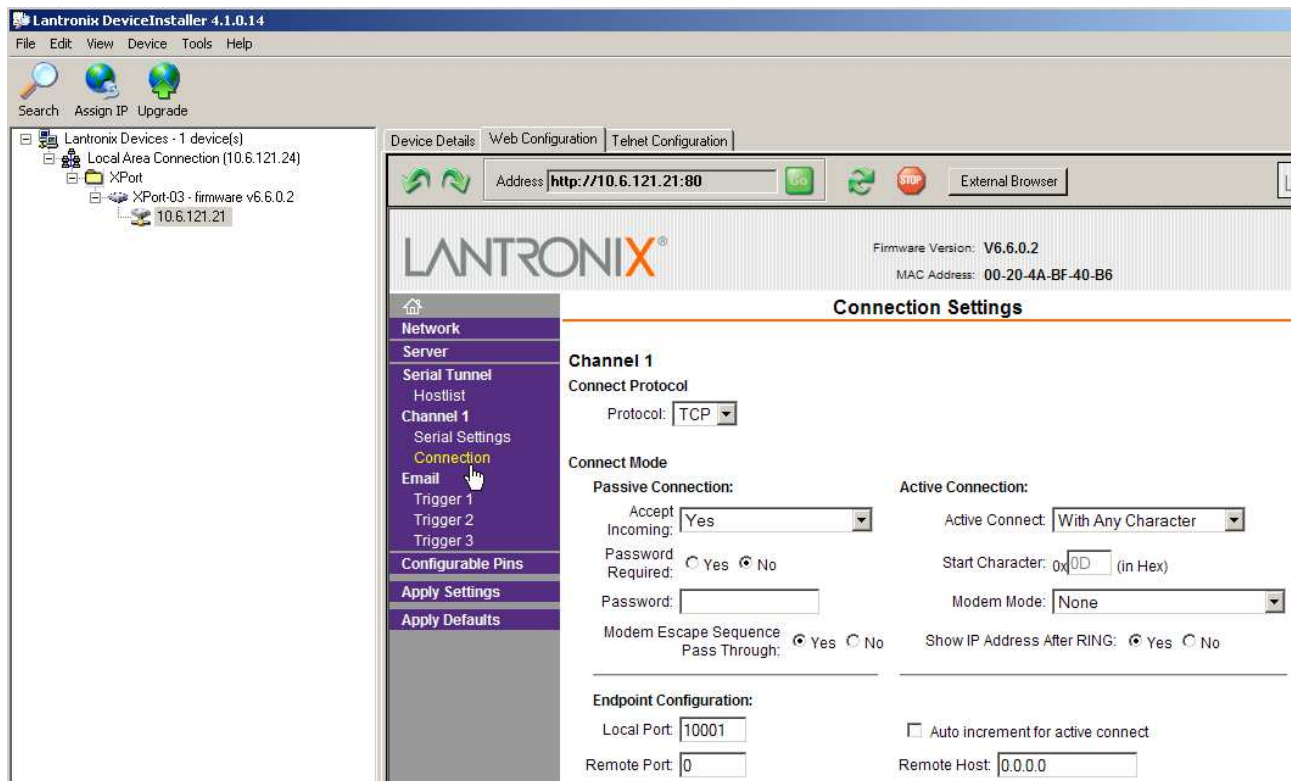 Lantronix DeviceInstaller 4.1.0.14
File Edit View Device Tools Help
Search Assign IP Upgrade
Lantronix Devices - 1 device(s)
Local Area Connection (10.6.121.24)
XPort
XPort-03 - firmware v6.6.0.2
10.6.121.21
Device Details Web Configuration Telnet Configuration
Address http://10.6.121.21:80 Go STOP External Browser
LANTRONIX®
Firmware Version: V6.6.0.2
MAC Address: 00-20-4A-BF-40-B6
Network
Server
Serial Tunnel
Hostlist
Channel 1
Serial Settings
Connection
Email
Trigger 1
Trigger 2
Trigger 3
Configurable Pins
Apply Settings
Apply Defaults
Connection Settings
Channel 1
Connect Protocol
Protocol: TCP
Connect Mode
Passive Connection:
Accept
Incoming: Yes
Password
Required: Yes No
Password:
Modem Escape Sequence
Pass Through: Yes No
Active Connection:
Active Connect: With Any Character
Start Character: 0x 0D (in Hex)
Modem Mode: None
Show IP Address After RING: Yes No
Endpoint Configuration:
Local Port: 10001 Auto increment for active connect
Remote Port: 0 Remote Host: 0.0.0.0